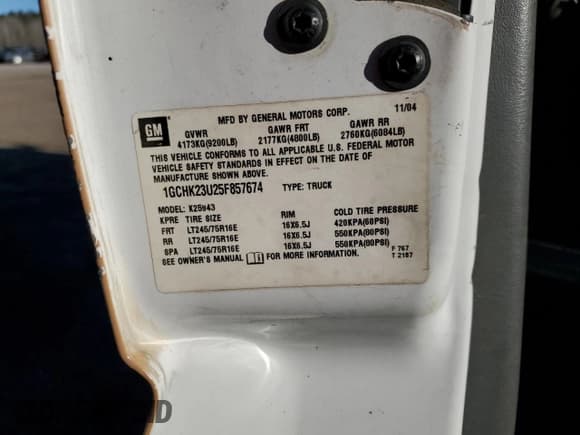 MFD BY GENERAL MOTORS CORP. 11/04
GM
GVWR GAWR FRT GAWR RR
4173KG(9200LB) 2177KG(4800LB) 2760KG(6084LB)
THIS VEHICLE CONFORMS TO ALL APPLICABLE U.S. FEDERAL MOTOR
VEHICLE SAFETY STANDARDS IN EFFECT ON THE DATE OF
MANUFACTURE SHOWN ABOVE.
1GCHK23U25F857674 TYPE: TRUCK
MODEL: K25943
KPRE TIRE SIZE RIM COLD TIRE PRESSURE
FRT LT245/75R16E 16X6.5J 420KPA(60PSI)
RR LT245/75R16E 16X6.5J 550KPA(80PSI)
SPA LT245/75R16E 16X6.5J 550KPA(80PSI)
SEE OWNER'S MANUAL FOR MORE INFORMATION.
F 767
T 2187